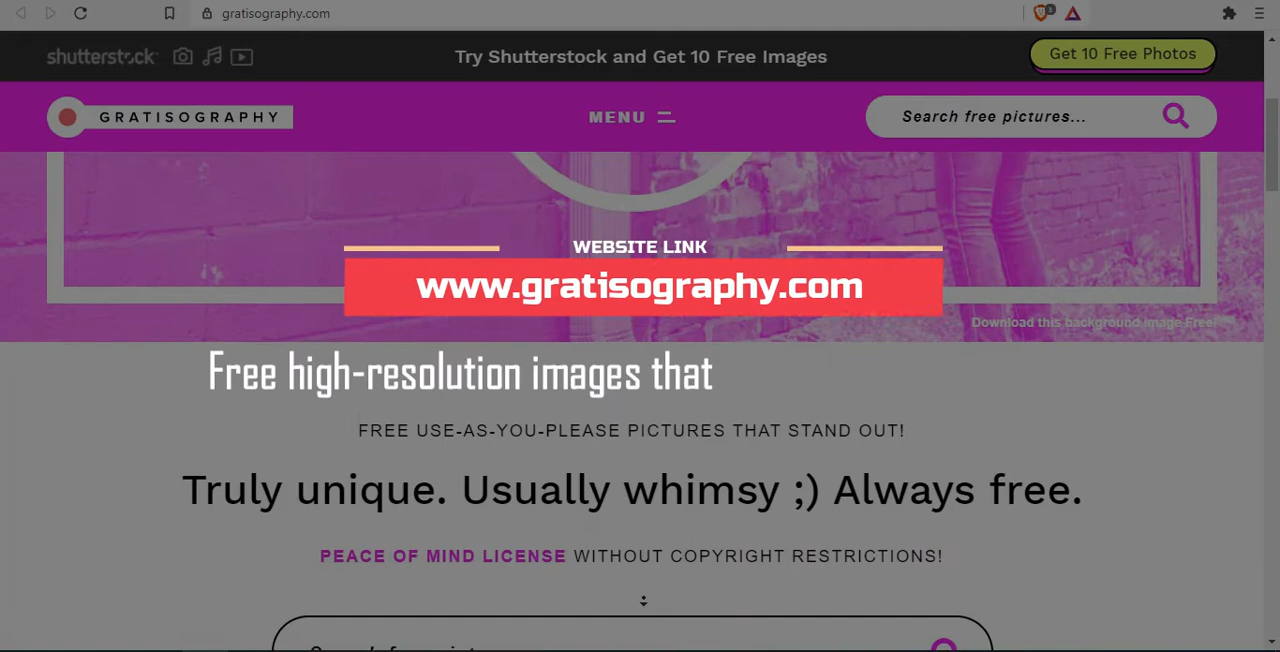 gratisography.com
shutterstock
Try Shutterstock and Get 10 Free Images
Get 10 Free Photos
GRATISOGRAPHY
MENU
Search free pictures...
WEBSITE LINK
www.gratisography.com
Download this background image Free!
Free high-resolution images that
FREE USE-AS-YOU-PLEASE PICTURES THAT STAND OUT!
Truly unique. Usually whimsy ;) Always free.
PEACE OF MIND LICENSE WITHOUT COPYRIGHT RESTRICTIONS!